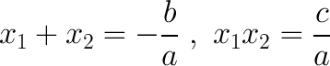 x₁ + x₂ = −b/a , x₁x₂ = c/a